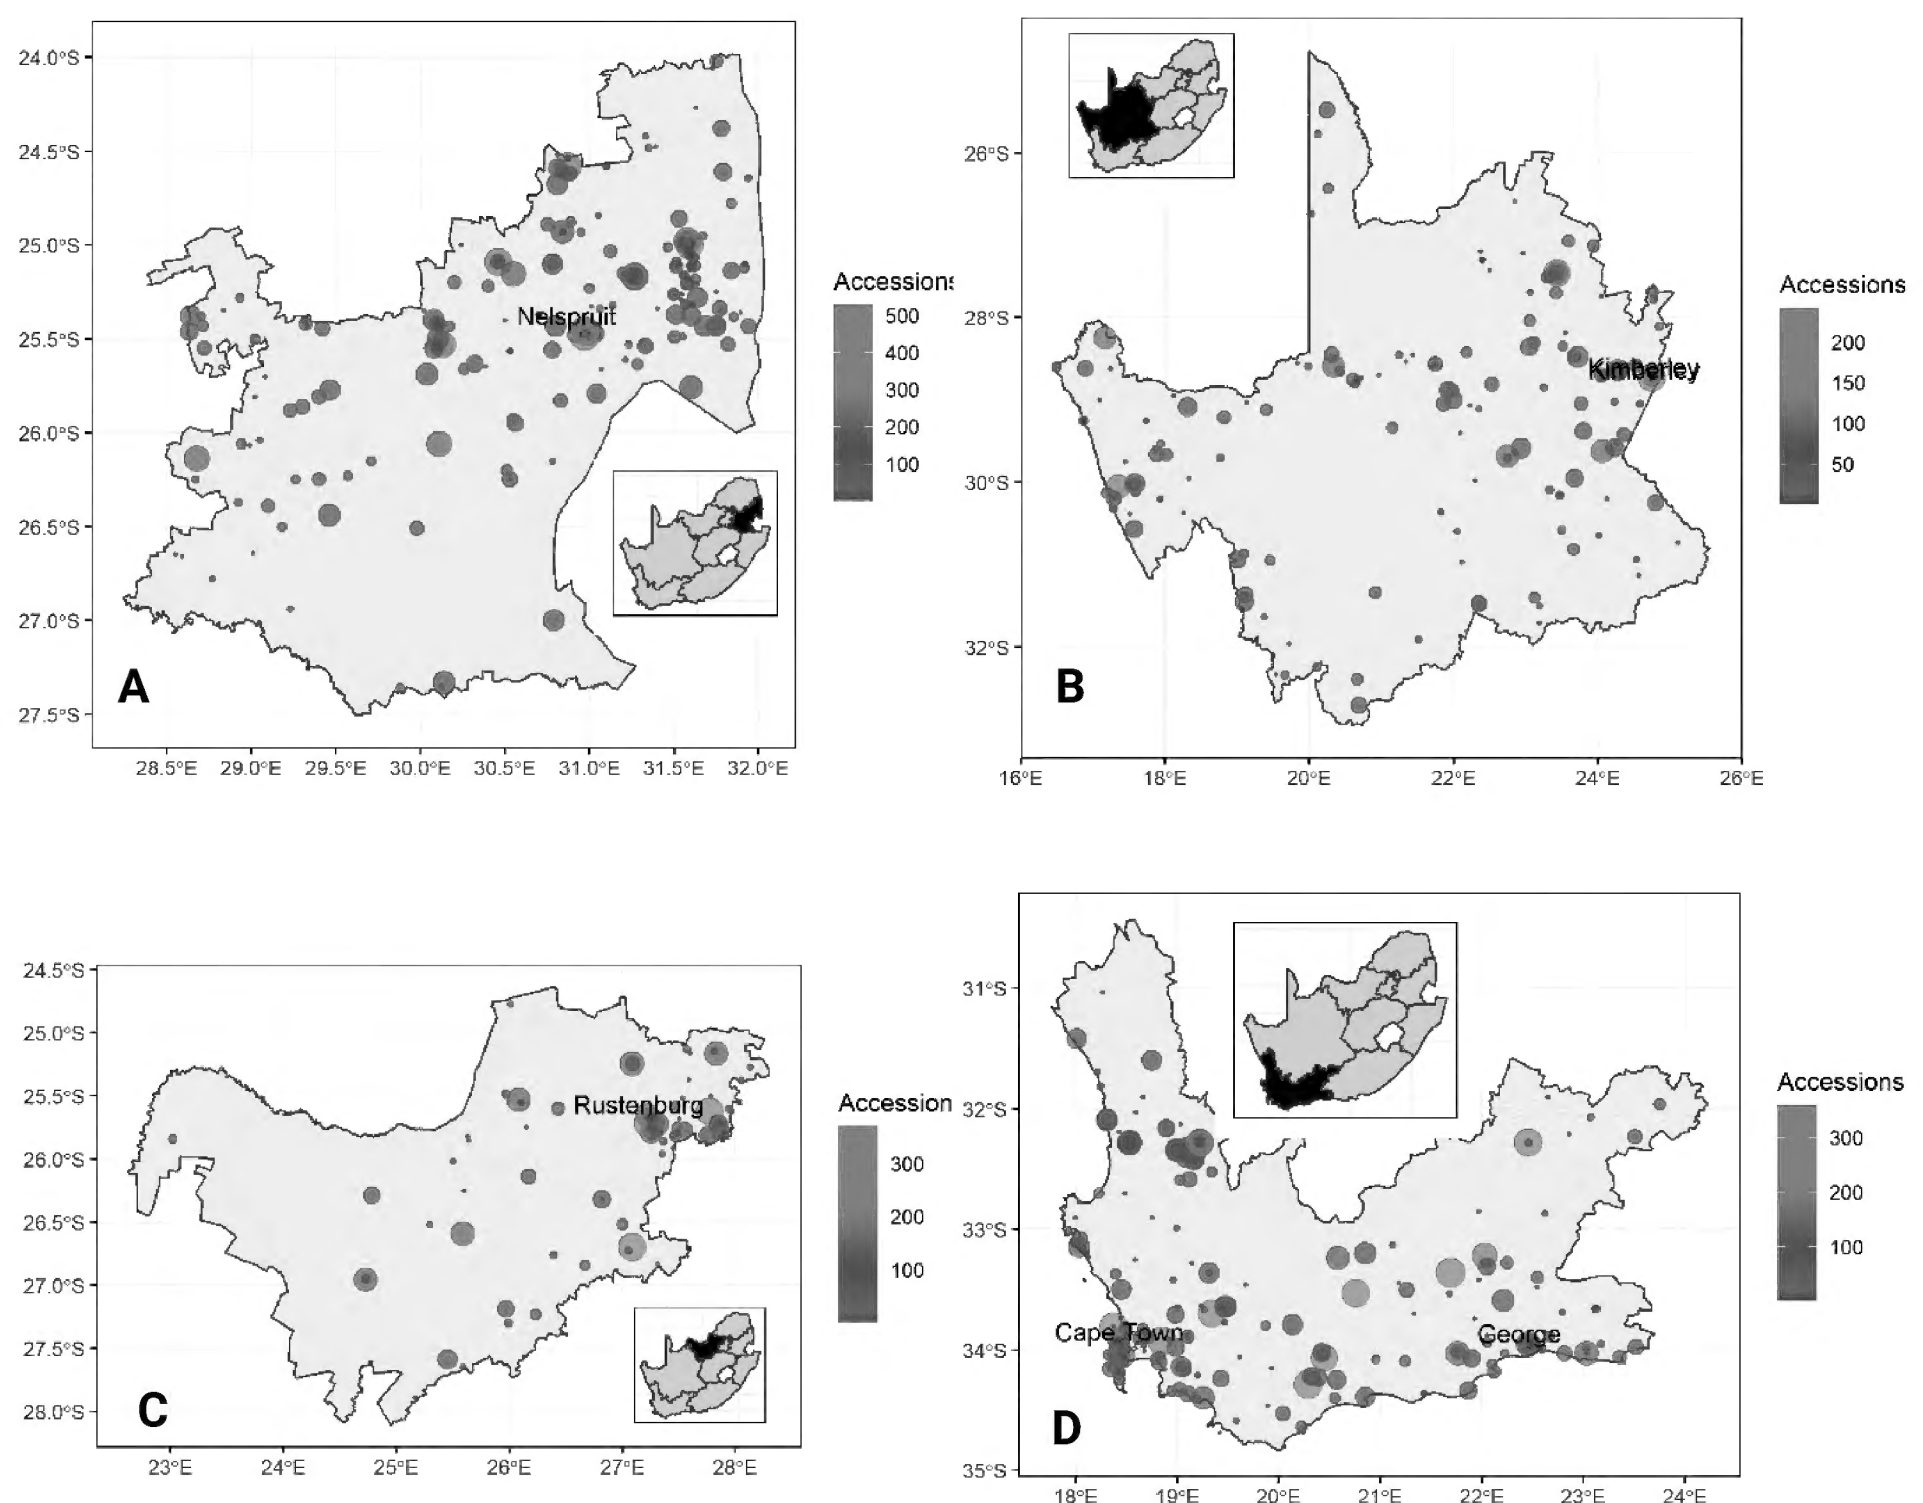 24.0°S
24.5°S
25.0°S
25.5°S
26.0°S
26.5°S
27.0°S
27.5°S
28.5°E 29.0°E 29.5°E 30.0°E 30.5°E 31.0°E 31.5°E 32.0°E
Nelspruit
A
Accessions
500
400
300
200
100
26°S
28°S
30°S
32°S
16°E 18°E 20°E 22°E 24°E 26°E
Kimberley
Kimberley
B
Accessions
200
150
100
50
24.5°S
25.0°S
25.5°S
26.0°S
26.5°S
27.0°S
27.5°S
28.0°S
23°E 24°E 25°E 26°E 27°E 28°E
Rustenburg
C
Accession
300
200
100
31°S
32°S
33°S
34°S
35°S
18°E 19°E 20°E 21°E 22°E 23°E 24°E
Cape Town
George
D
Accessions
300
200
100